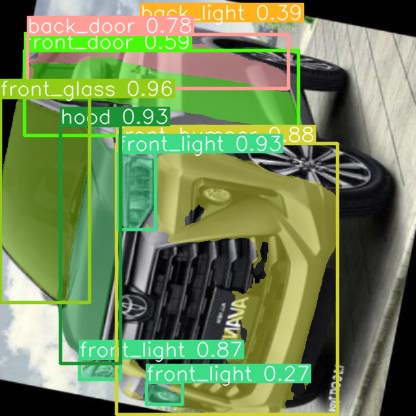 back_light 0.39
back_door 0.78
front_door 0.59
front_glass 0.96
hood 0.93
front_bumper 0.88
front_light 0.93
AVAN
front_light 0.87
front_light 0.27